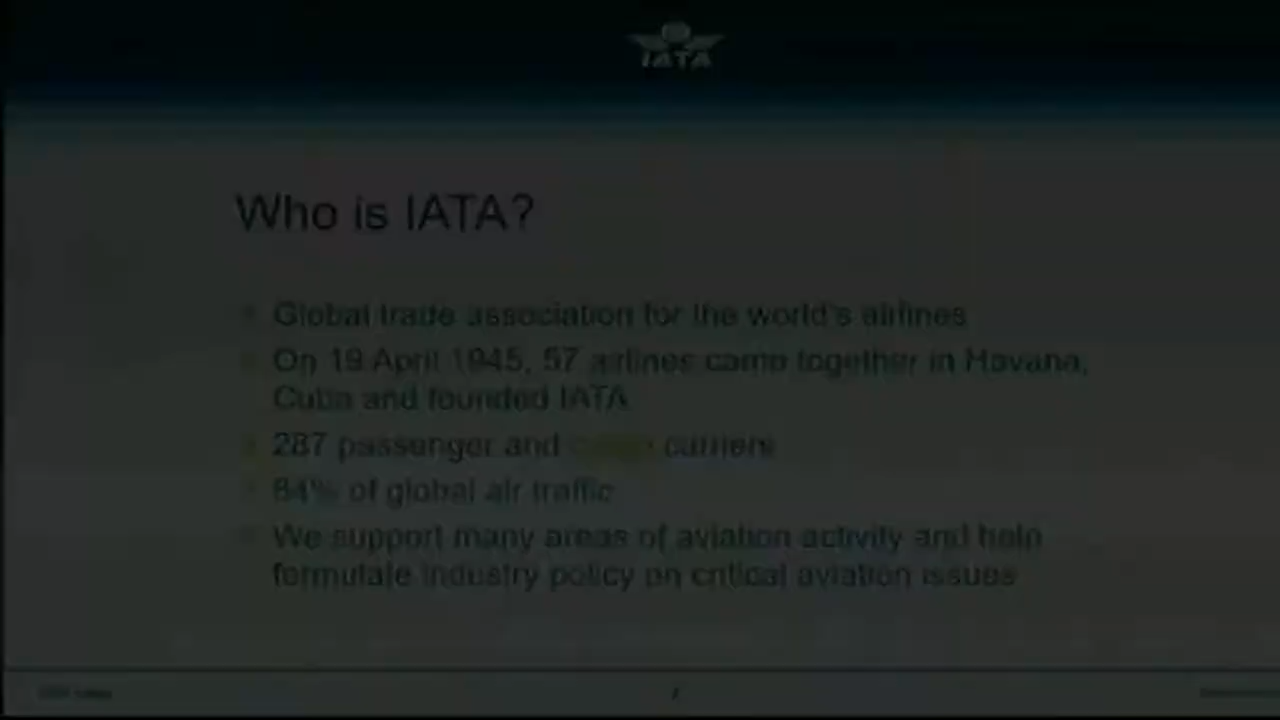 IATA
Who is IATA?
Global trade association for the world's airlines
On 19 April 1945, 57 airlines came together in Havana,
Cuba and founded IATA
287 passenger and cargo carriers
84% of global air traffic
We support many areas of aviation activity and help
formulate industry policy on critical aviation issues